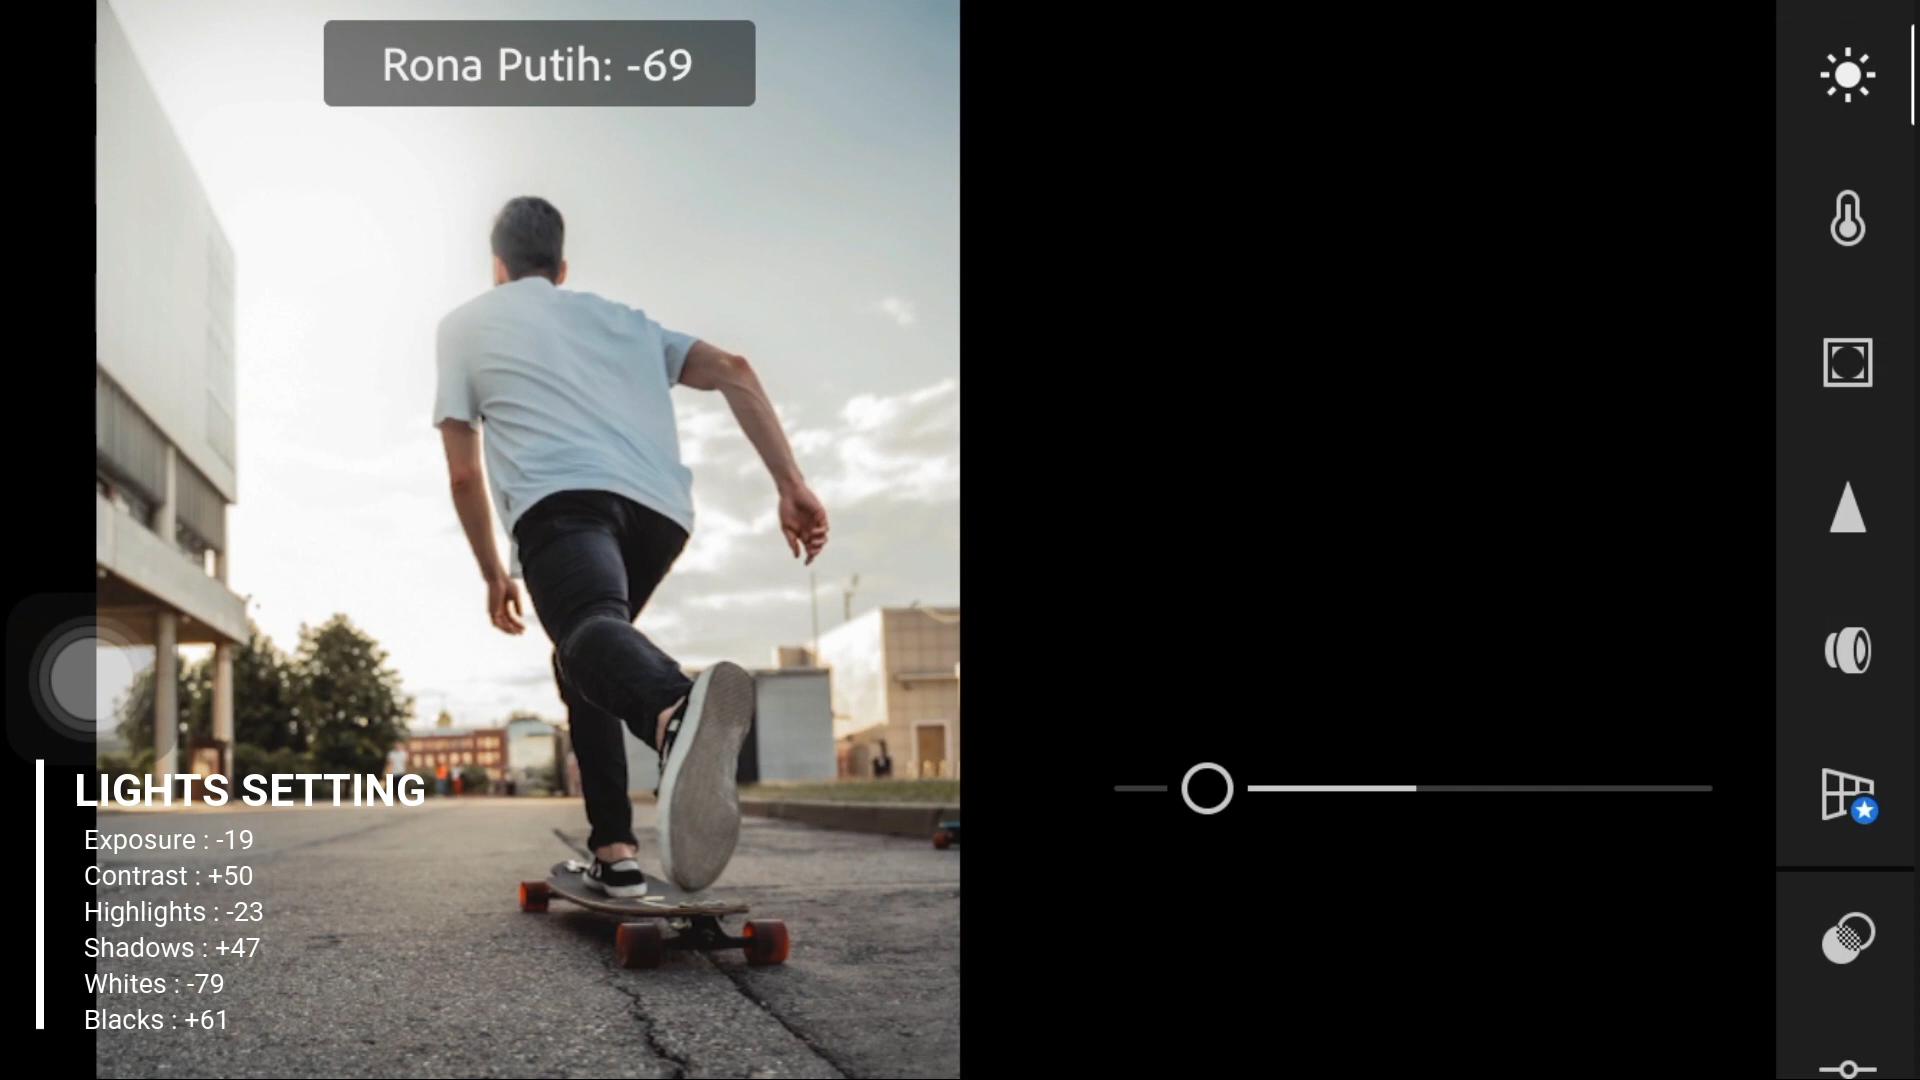 Rona Putih: -69
LIGHTS SETTING
Exposure : -19
Contrast : +50
Highlights : -23
Shadows : +47
Whites : -79
Blacks : +61